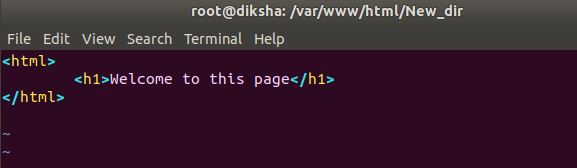 root@diksha: /var/www/html/New_dir
File Edit View Search Terminal Help
<html>
        <h1>Welcome to this page</h1>
</html>
~
~